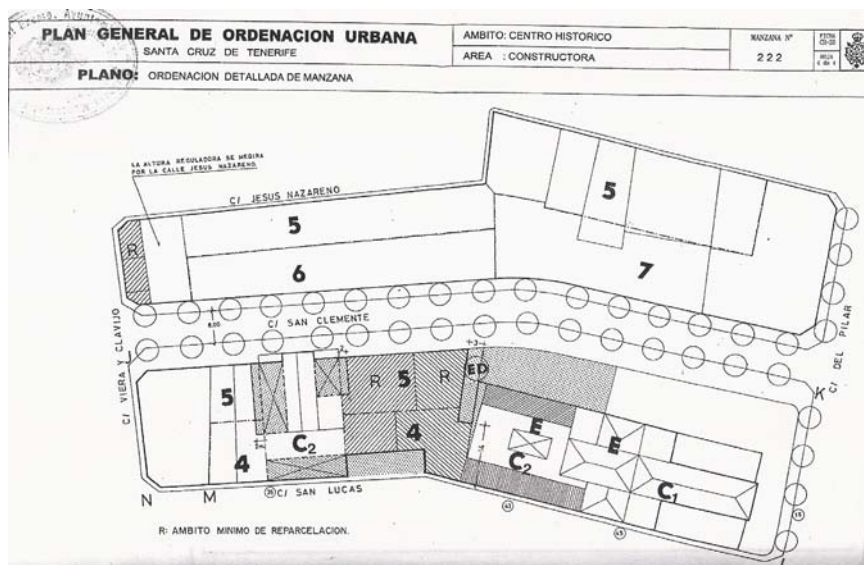 PLAN GENERAL DE ORDENACION URBANA
SANTA CRUZ DE TENERIFE
PLANO: ORDENACION DETALLADA DE MANZANA
AMBITO: CENTRO HISTORICO
AREA : CONSTRUCTORA
MANZANA Nº
222
FICHA
LA ALTURA REGULADORA SE MEDIRA
POR LA CALLE JESUS NAZARENO.
C/ JESUS NAZARENO
5
5
R
6
7
C/ SAN CLEMENTE
6.00
C/ VIERA Y CLAVIJO
C/ DEL PILAR
K
5
R
5
R
ED
4
C2
4
E
C2
E
C1
N
M
C/ SAN LUCAS
R: AMBITO MINIMO DE REPARCELACION.